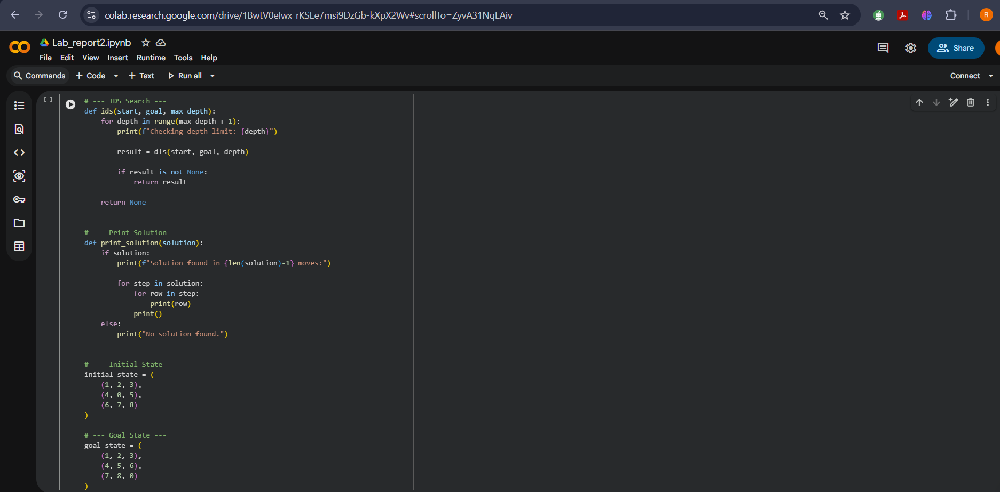 colab.research.google.com/drive/1BwtV0elwx_rKSEe7msi9DzGb-kXpX2Wv#scrollTo=ZyvA31NqLAiv
R
Lab_report2.ipynb
File Edit View Insert Runtime Tools Help
Share
Commands + Code + Text Run all
Connect
[ ]
# --- IDS Search ---
def ids(start, goal, max_depth):
    for depth in range(max_depth + 1):
        print(f"Checking depth limit: {depth}")
        result = dls(start, goal, depth)
        if result is not None:
            return result
    return None
# --- Print Solution ---
def print_solution(solution):
    if solution:
        print(f"Solution found in {len(solution)-1} moves:")
        for step in solution:
            for row in step:
                print(row)
            print()
    else:
        print("No solution found.")
# --- Initial State ---
initial_state = (
    (1, 2, 3),
    (4, 0, 5),
    (6, 7, 8)
)
# --- Goal State ---
goal_state = (
    (1, 2, 3),
    (4, 5, 6),
    (7, 8, 0)
)